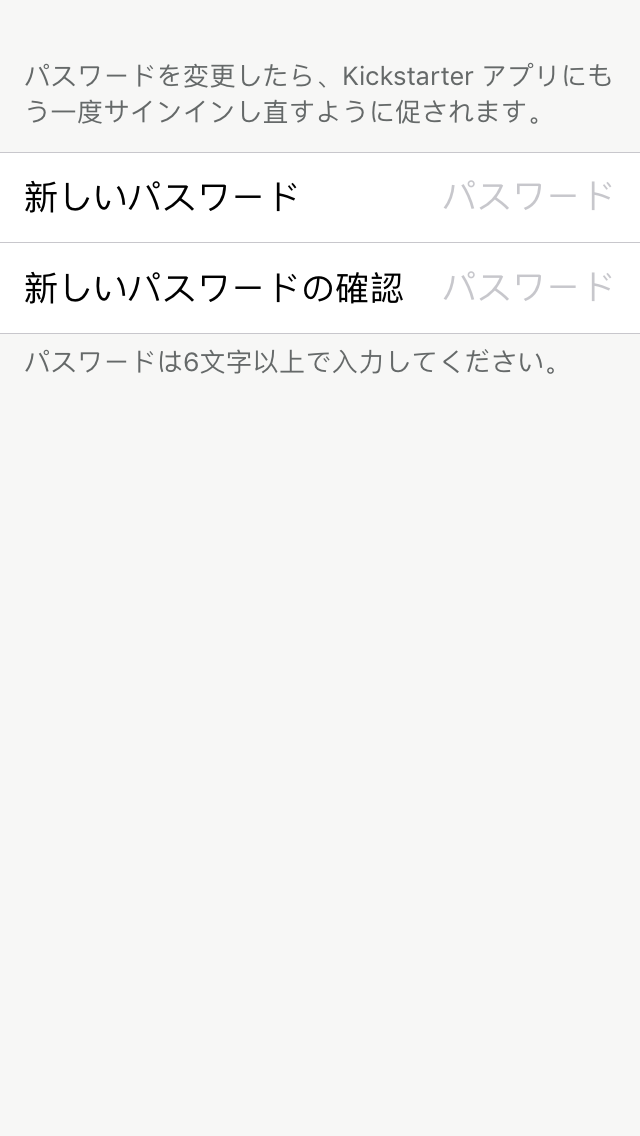 パスワードを変更したら、Kickstarter アプリにも
う一度サインインし直すように促されます。
新しいパスワード パスワード
新しいパスワードの確認 パスワード
パスワードは6文字以上で入力してください。